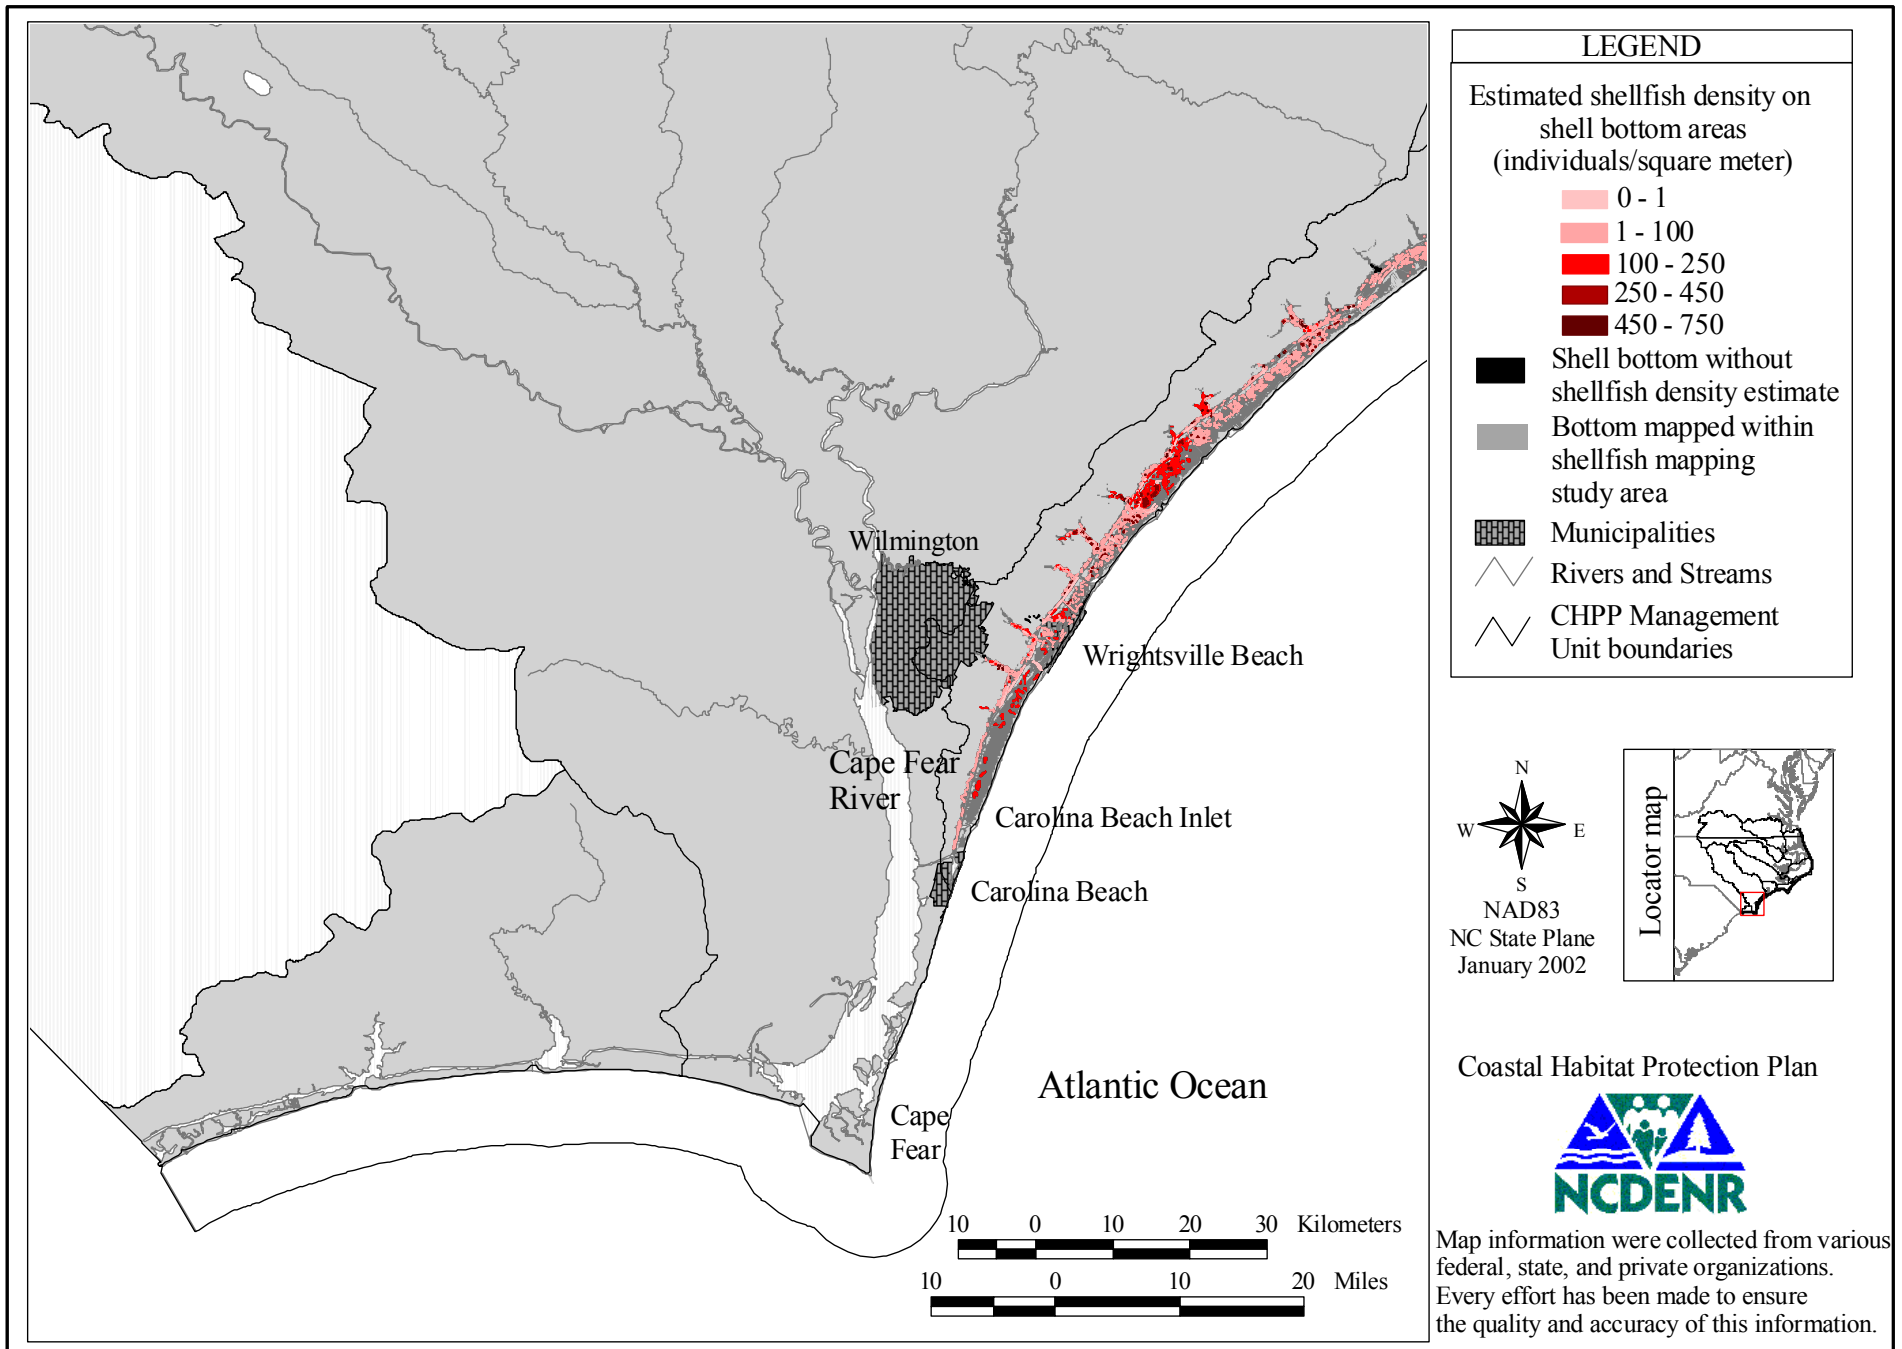 Wilmington
Wrightsville Beach
Cape Fear
River
Carolina Beach Inlet
Carolina Beach
Atlantic Ocean
Cape
Fear
10 0 10 20 30 Kilometers
10 0 10 20 Miles
LEGEND
Estimated shellfish density on
shell bottom areas
(individuals/square meter)
0 - 1
1 - 100
100 - 250
250 - 450
450 - 750
Shell bottom without
shellfish density estimate
Bottom mapped within
shellfish mapping
study area
Municipalities
Rivers and Streams
CHPP Management
Unit boundaries
N
W E
S
NAD83
NC State Plane
January 2002
Locator map
Coastal Habitat Protection Plan
NCDENR
Map information were collected from various
federal, state, and private organizations.
Every effort has been made to ensure
the quality and accuracy of this information.